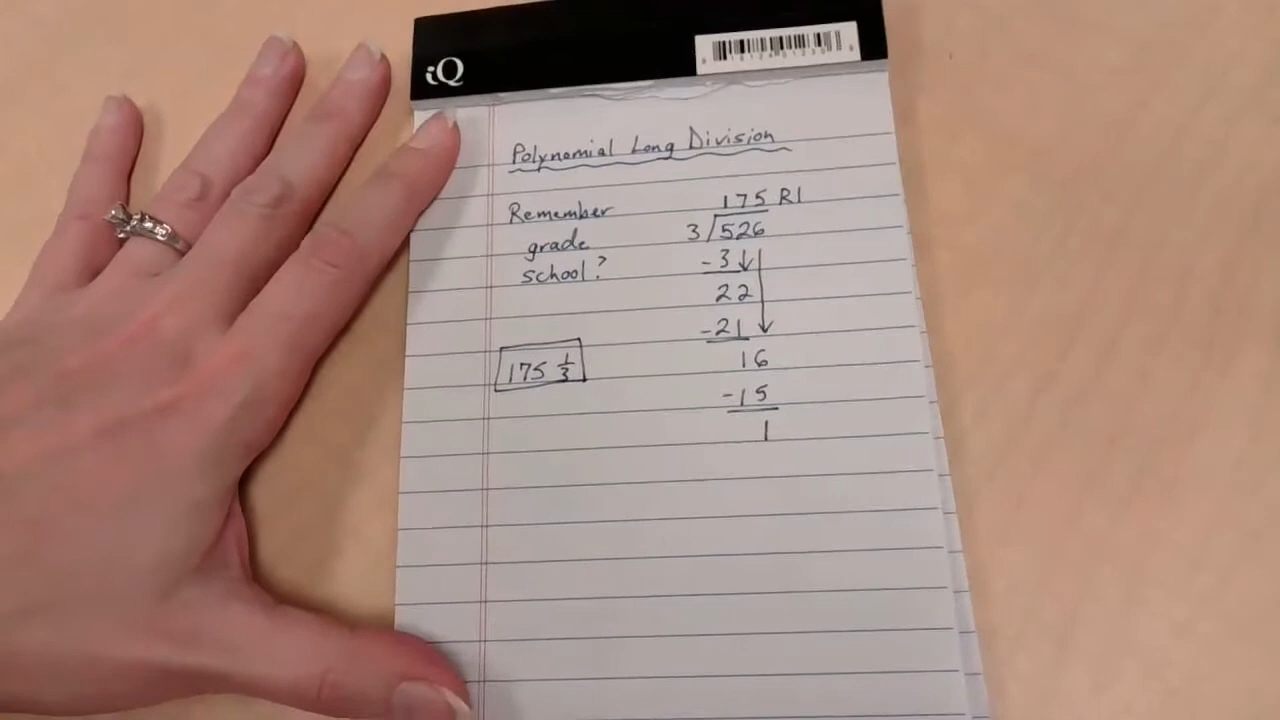 iQ
Polynomial Long Division
Remember
grade
school?
175 R1
3 526
-3
22
-21
16
-15
1
175 1/3